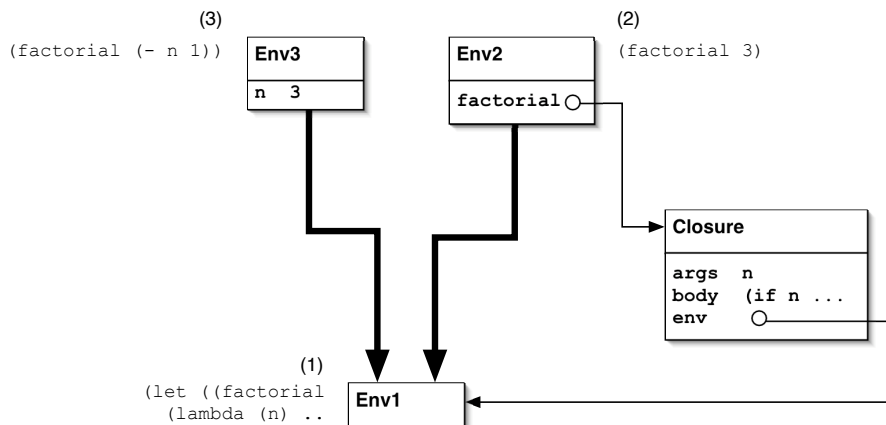 (3)
(factorial (- n 1))
Env3
n 3
(2)
Env2
(factorial 3)
factorial
Closure
args n
body (if n ...
env
(1)
(let ((factorial
(lambda (n) ..
Env1